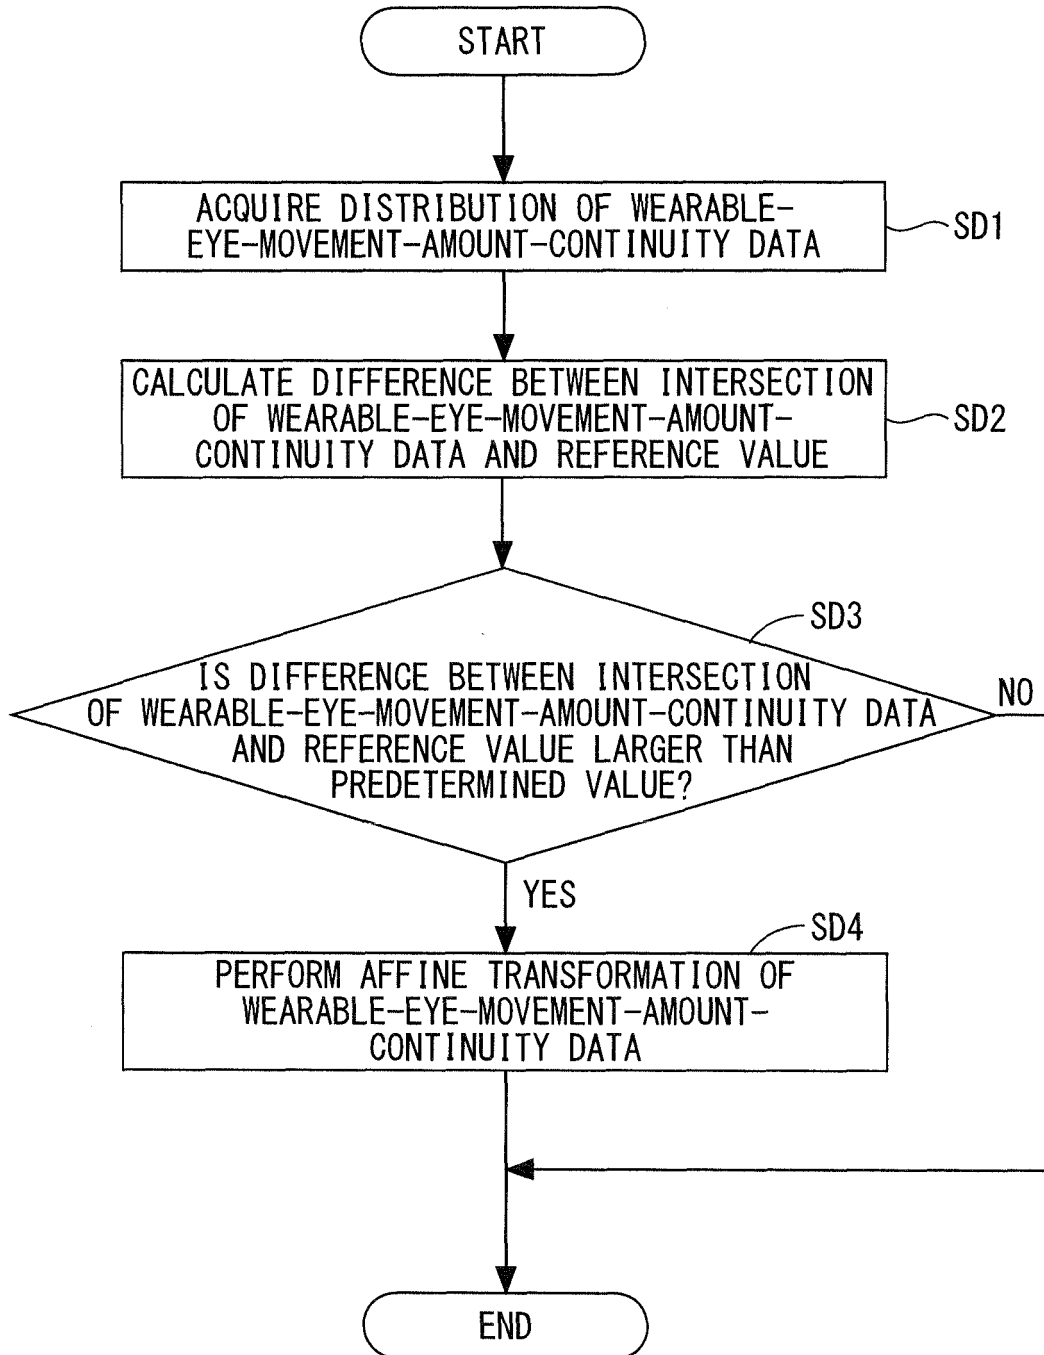 START
ACQUIRE DISTRIBUTION OF WEARABLE-
EYE-MOVEMENT-AMOUNT-CONTINUITY DATA
SD1
CALCULATE DIFFERENCE BETWEEN INTERSECTION
OF WEARABLE-EYE-MOVEMENT-AMOUNT-
CONTINUITY DATA AND REFERENCE VALUE
SD2
SD3
IS DIFFERENCE BETWEEN INTERSECTION
OF WEARABLE-EYE-MOVEMENT-AMOUNT-CONTINUITY DATA
AND REFERENCE VALUE LARGER THAN
PREDETERMINED VALUE?
NO
YES
SD4
PERFORM AFFINE TRANSFORMATION OF
WEARABLE-EYE-MOVEMENT-AMOUNT-
CONTINUITY DATA
END